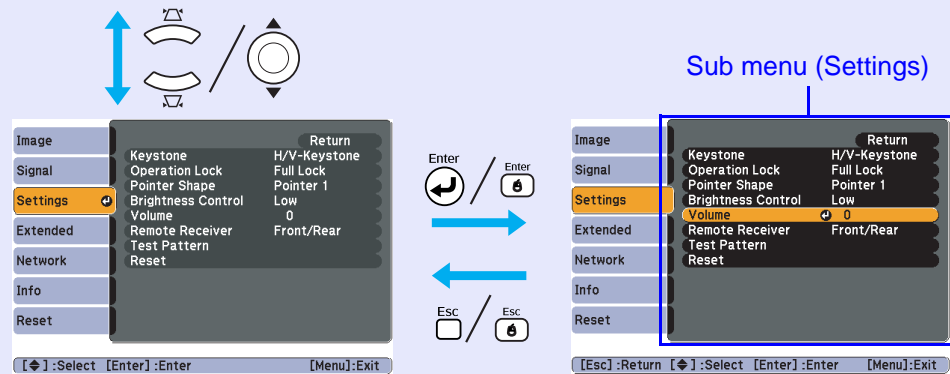 Sub menu (Settings)
Image
Signal
Settings
Extended
Network
Info
Reset
Return
Keystone H/V-Keystone
Operation Lock Full Lock
Pointer Shape Pointer 1
Brightness Control Low
Volume 0
Remote Receiver Front/Rear
Test Pattern
Reset
[ ] :Select [Enter] :Enter [Menu]:Exit
Enter
Enter
Esc
Esc
Image
Signal
Settings
Extended
Network
Info
Reset
Return
Keystone H/V-Keystone
Operation Lock Full Lock
Pointer Shape Pointer 1
Brightness Control Low
Volume 0
Remote Receiver Front/Rear
Test Pattern
Reset
[Esc] :Return [ ] :Select [Enter] :Enter [Menu]:Exit